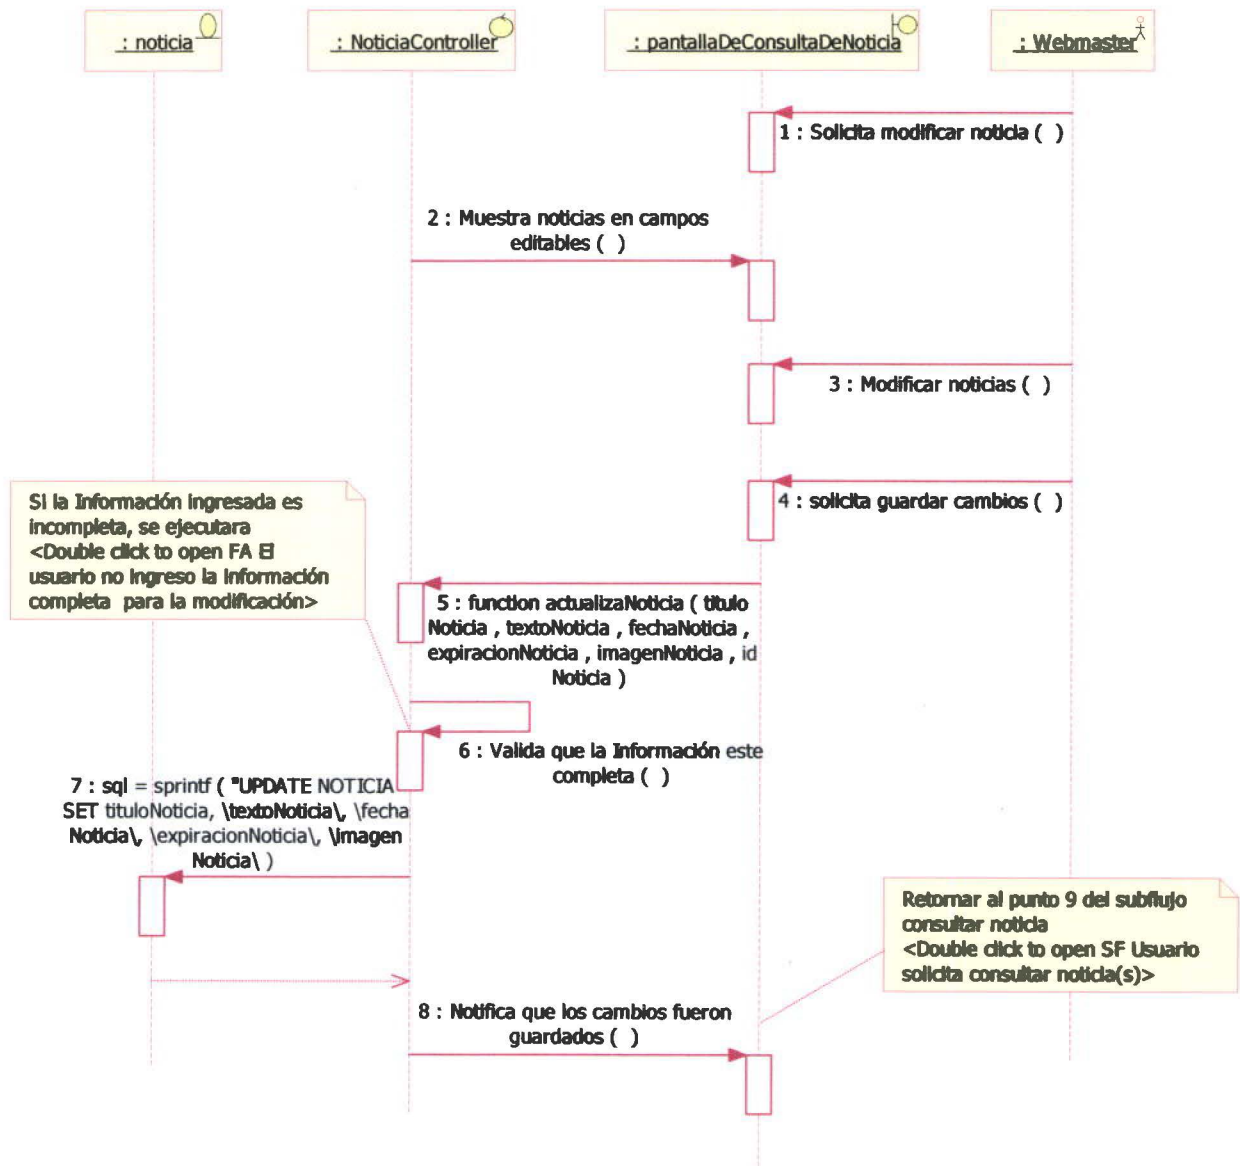 : noticia
: NoticiaController
: pantallaDeConsultaDeNoticia
: Webmaster
1 : Solicita modificar noticia ( )
2 : Muestra noticias en campos
editables ( )
3 : Modificar noticias ( )
4 : solicita guardar cambios ( )
Si la Información ingresada es
incompleta, se ejecutara
<Double click to open FA El
usuario no Ingreso la Información
completa para la modificación>
5 : function actualizaNoticia ( titulo
Noticia , textoNoticia , fechaNoticia ,
expiracionNoticia , imagenNoticia , id
Noticia )
6 : Valida que la Información este
completa ( )
7 : sql = sprintf ( "UPDATE NOTICIA
SET tituloNoticia, \textoNoticia\, \fecha
Noticia\, \expiracionNoticia\, \imagen
Noticia\ )
Retornar al punto 9 del subflujo
consultar noticia
<Double click to open SF Usuario
solicita consultar noticia(s)>
8 : Notifica que los cambios fueron
guardados ( )